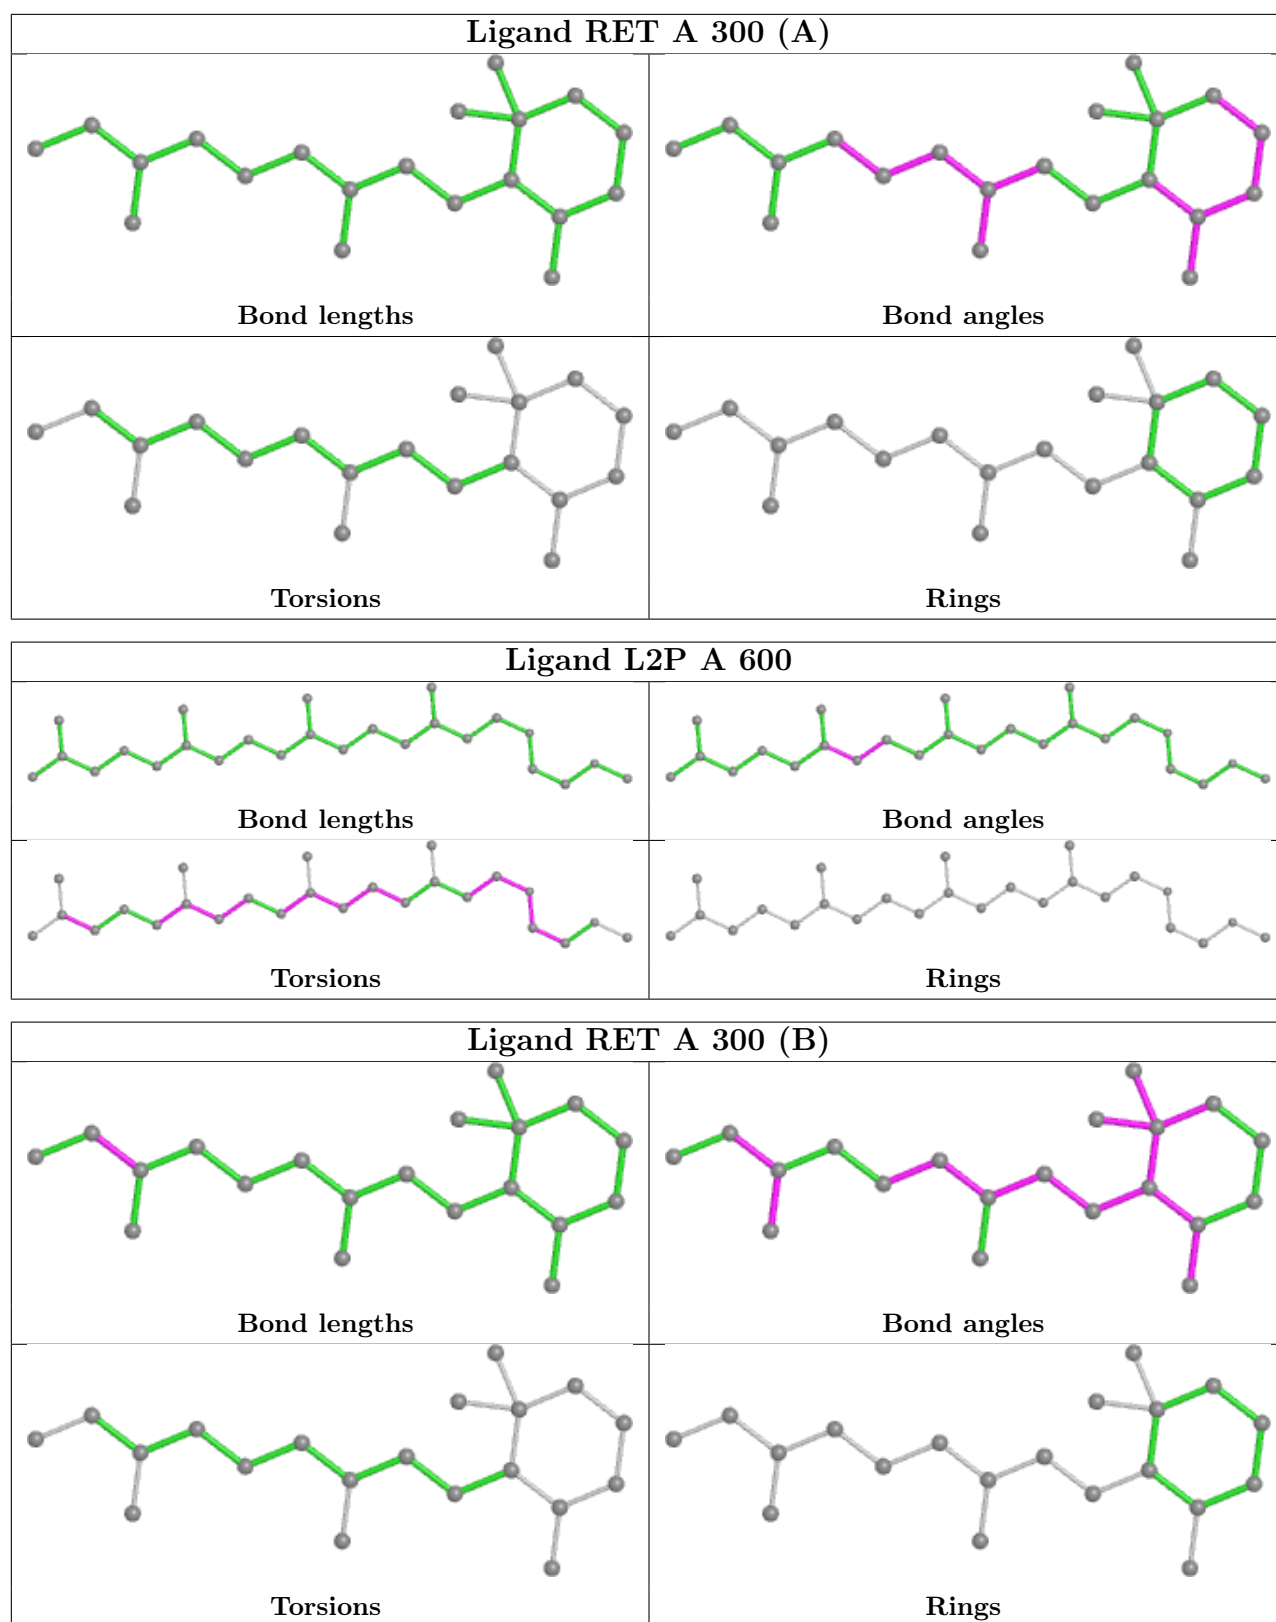 Ligand RET A 300 (A)
Bond lengths
Bond angles
Torsions
Rings
Ligand L2P A 600
Bond lengths
Bond angles
Torsions
Rings
Ligand RET A 300 (B)
Bond lengths
Bond angles
Torsions
Rings